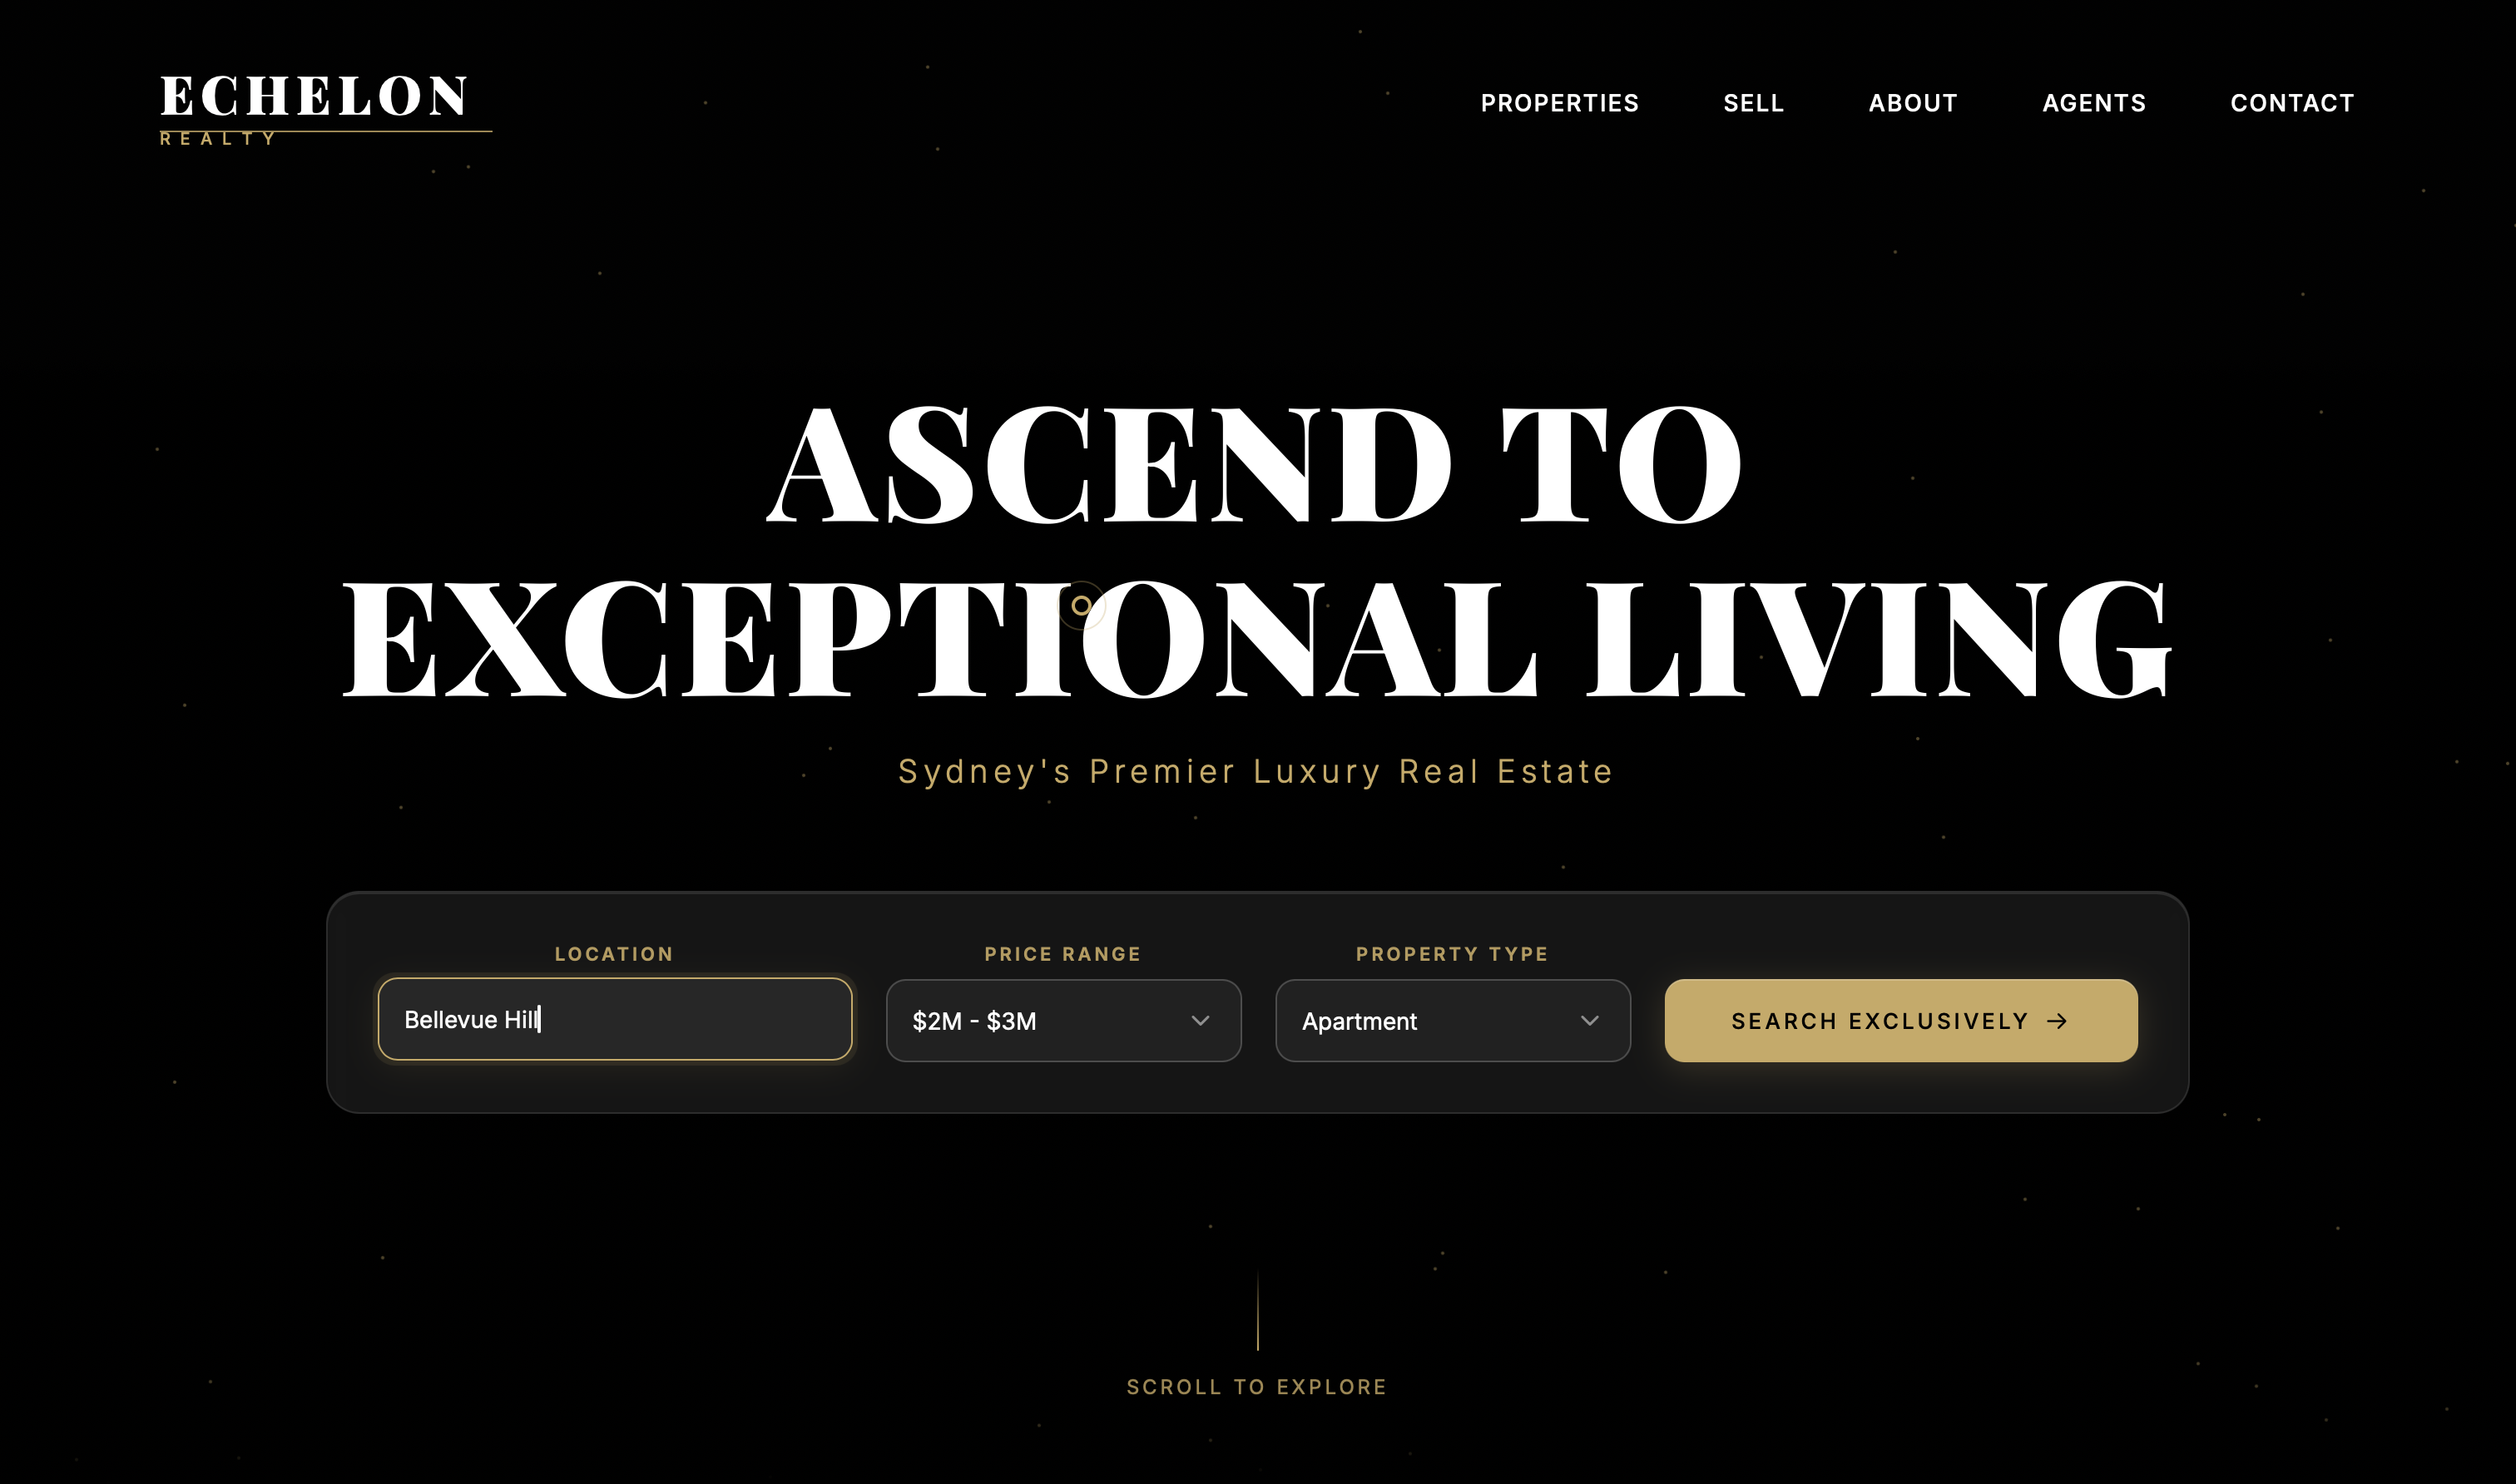 ECHELON
REALTY
PROPERTIES SELL ABOUT AGENTS CONTACT
ASCEND TO
EXCEPTIONAL LIVING
Sydney's Premier Luxury Real Estate
LOCATION PRICE RANGE PROPERTY TYPE
Bellevue Hill $2M - $3M Apartment SEARCH EXCLUSIVELY →
SCROLL TO EXPLORE